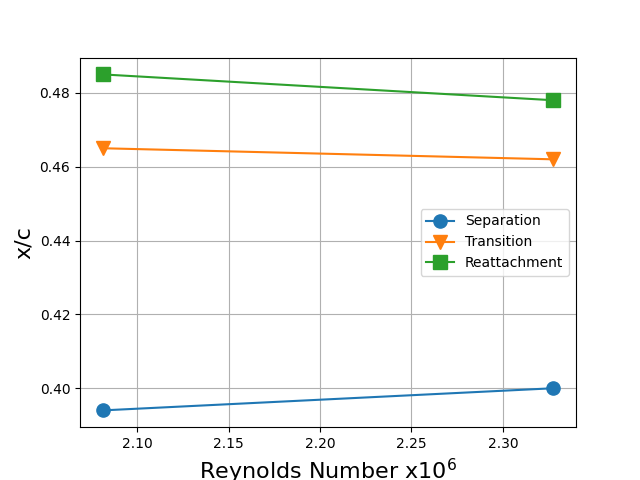 0.48
0.46
0.44
0.42
0.40
x/c
Separation
Transition
Reattachment
2.10 2.15 2.20 2.25 2.30
Reynolds Number x10⁶